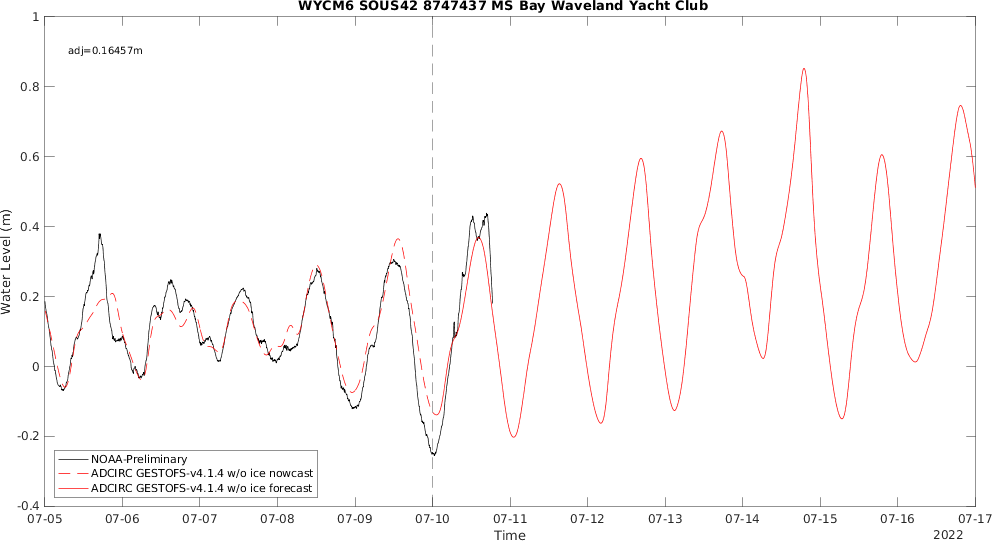 WYCM6 SOUS42 8747437 MS Bay Waveland Yacht Club
adj=0.16457m
Water Level (m)
1
0.8
0.6
0.4
0.2
0
-0.2
-0.4
NOAA-Preliminary
ADCIRC GESTOFS-v4.1.4 w/o ice nowcast
ADCIRC GESTOFS-v4.1.4 w/o ice forecast
07-05 07-06 07-07 07-08 07-09 07-10 07-11 07-12 07-13 07-14 07-15 07-16 07-17
Time
2022